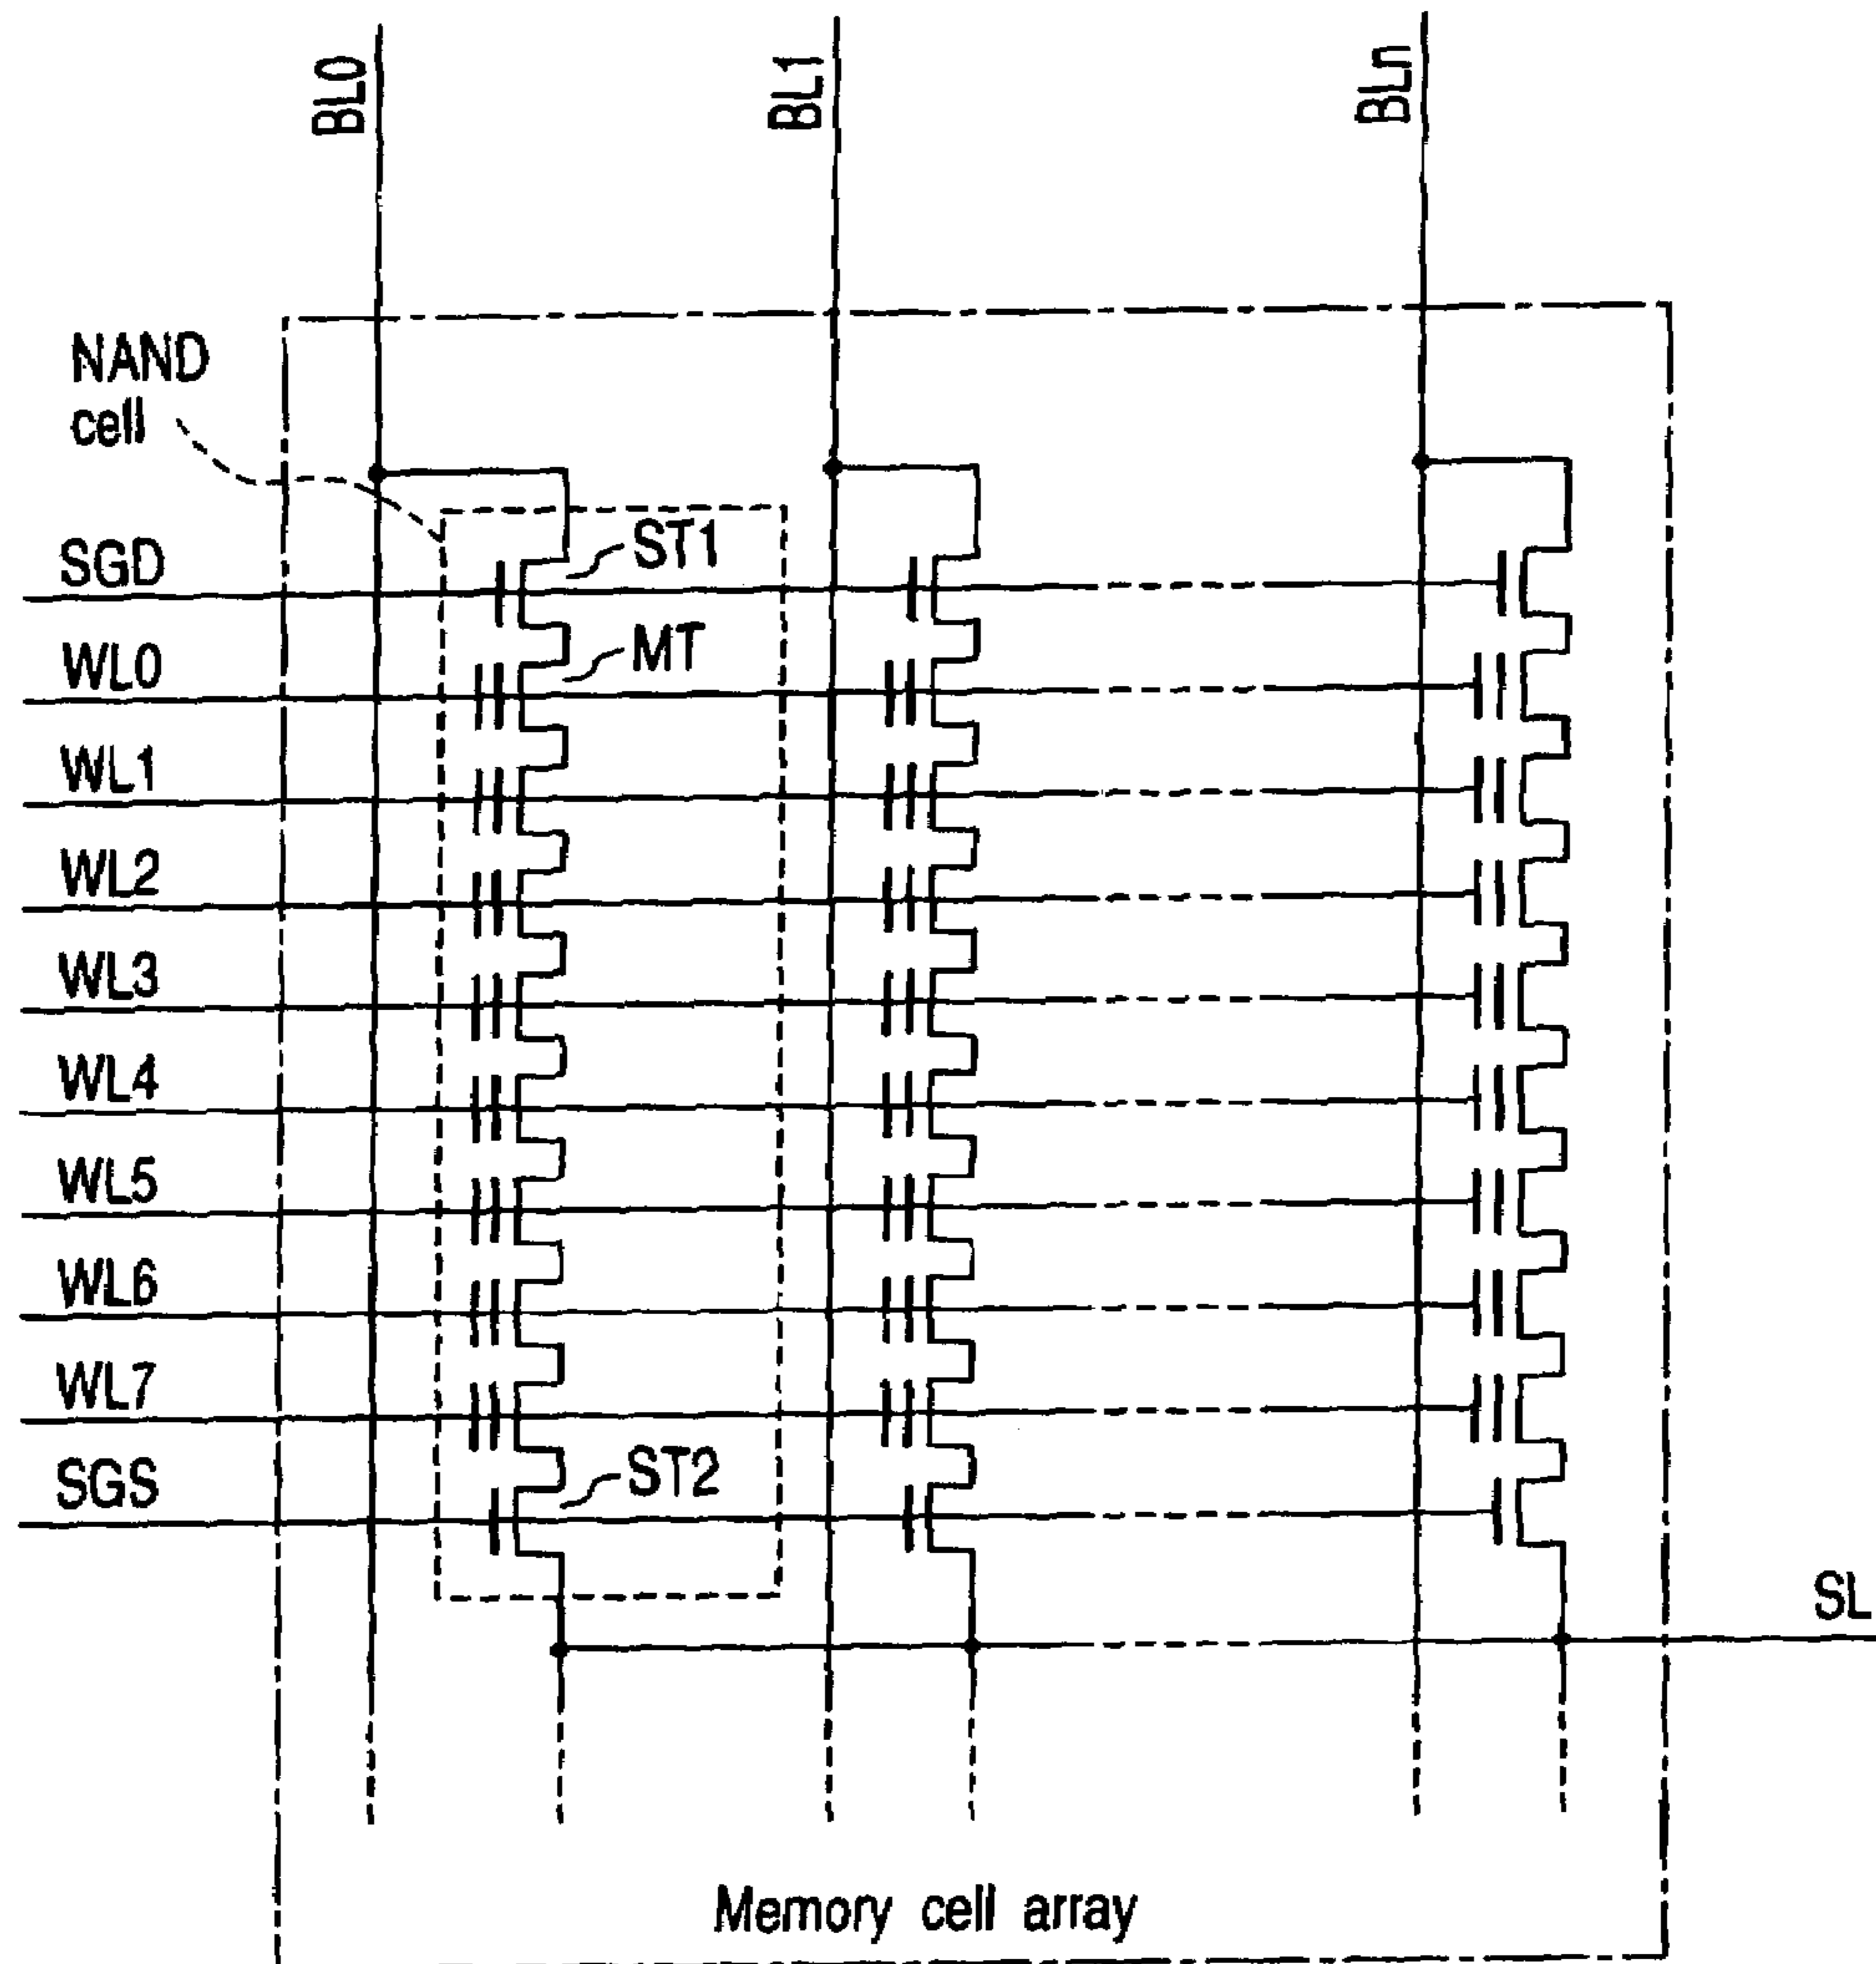 BL0
BL1
BLn
NAND
cell
SGD
ST1
WL0
MT
WL1
WL2
WL3
WL4
WL5
WL6
WL7
SGS
ST2
SL
Memory cell array